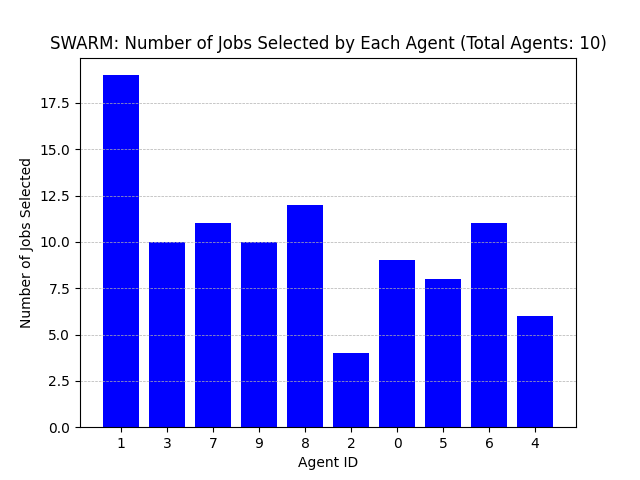 SWARM: Number of Jobs Selected by Each Agent (Total Agents: 10)
Number of Jobs Selected
17.5
15.0
12.5
10.0
7.5
5.0
2.5
0.0
1 3 7 9 8 2 0 5 6 4
Agent ID